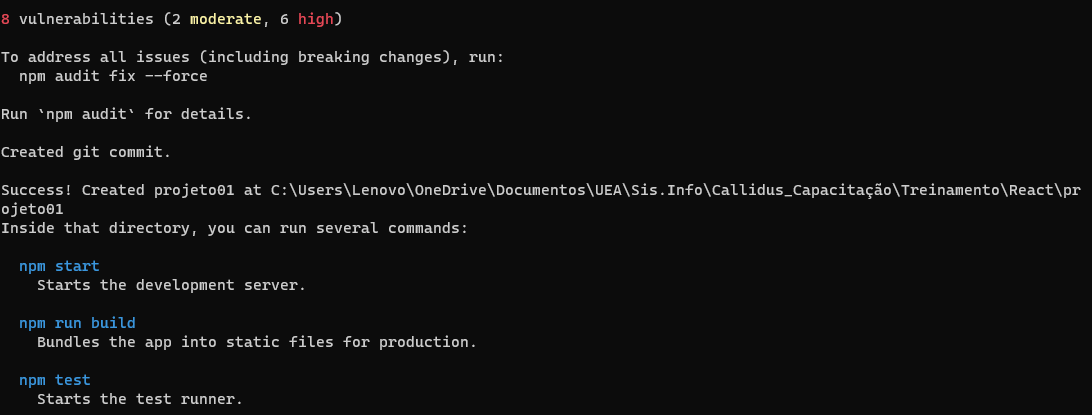 8 vulnerabilities (2 moderate, 6 high)
To address all issues (including breaking changes), run:
  npm audit fix --force
Run `npm audit` for details.
Created git commit.
Success! Created projeto01 at C:\Users\Lenovo\OneDrive\Documentos\UEA\Sis.Info\Callidus_Capacitação\Treinamento\React\pr
ojeto01
Inside that directory, you can run several commands:
  npm start
    Starts the development server.
  npm run build
    Bundles the app into static files for production.
  npm test
    Starts the test runner.